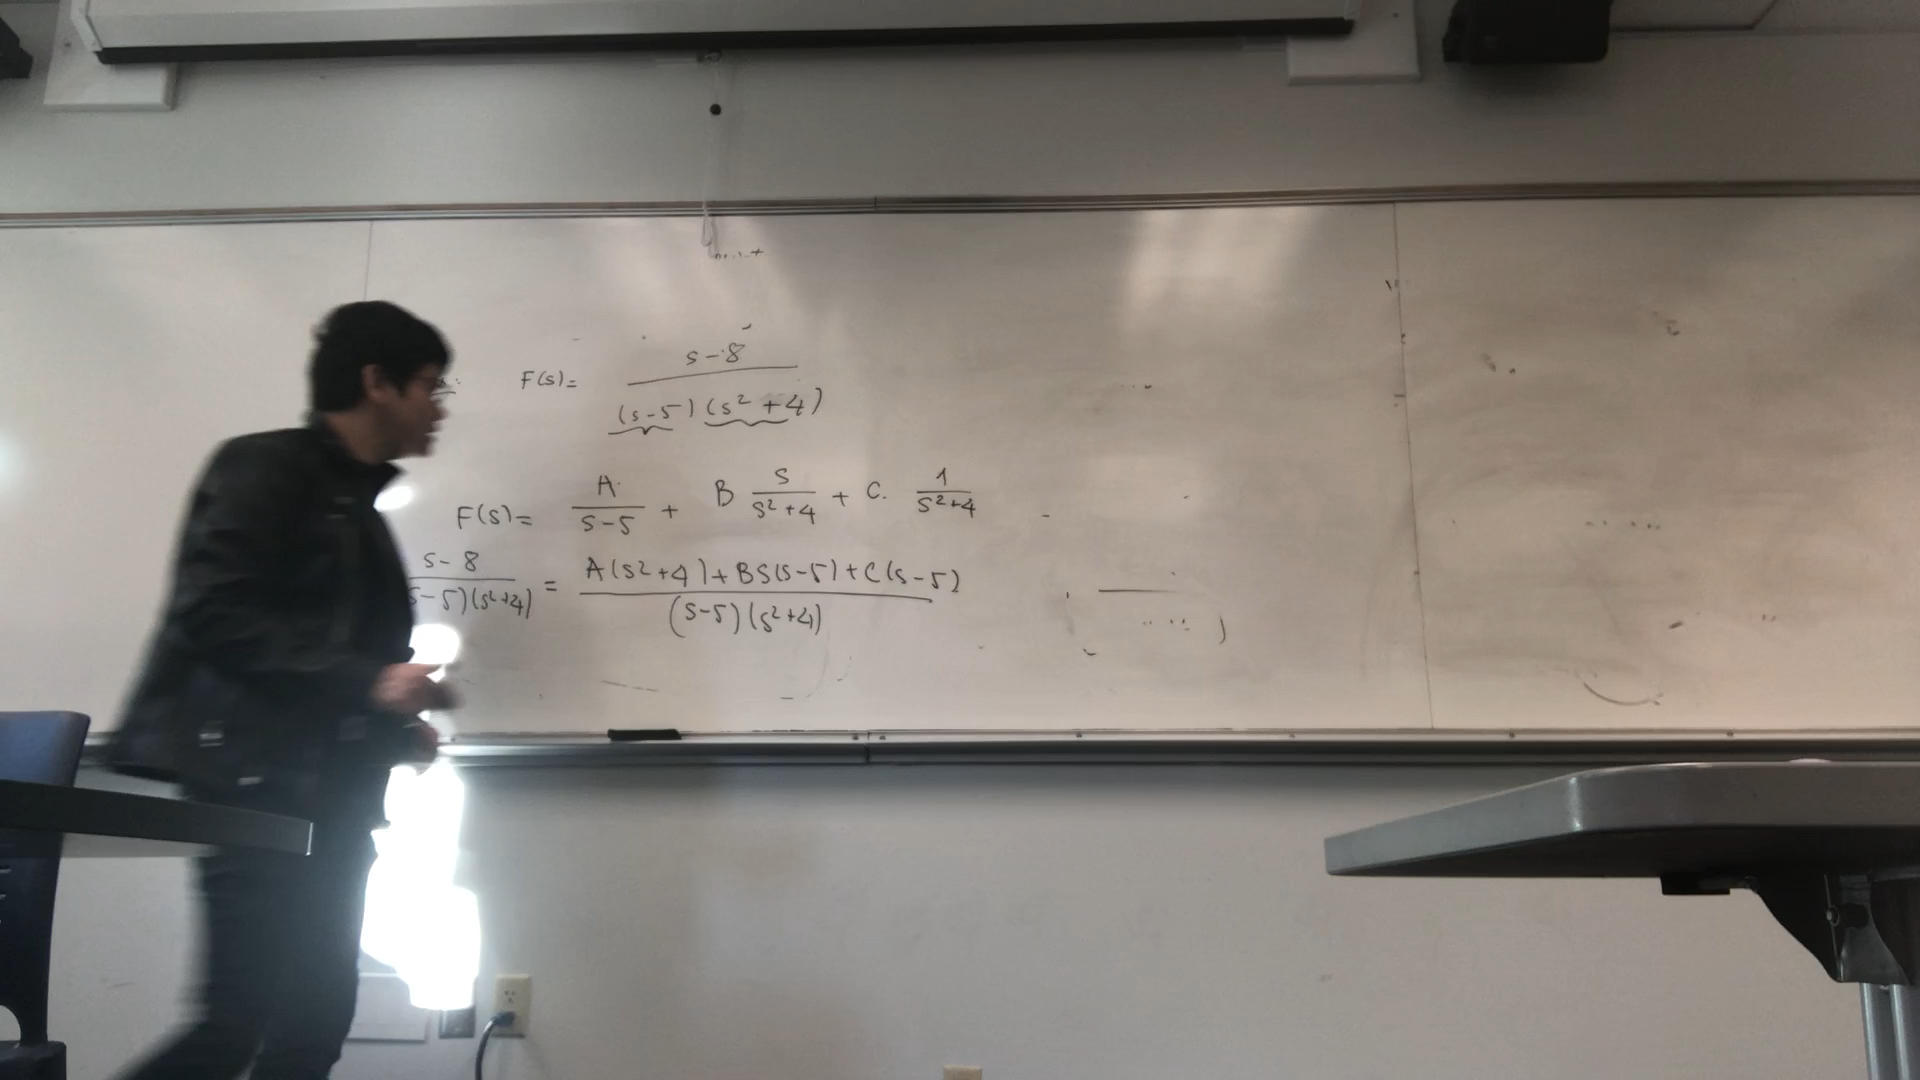 F(s)= s-8 / (s-5)(s²+4)
F(s)= A / s-5 + B s / s²+4 + C. 1 / s²+4
s-8 / s-5)(s²+4) = A(s²+4)+Bs(s-5)+C(s-5) / (s-5)(s²+4)